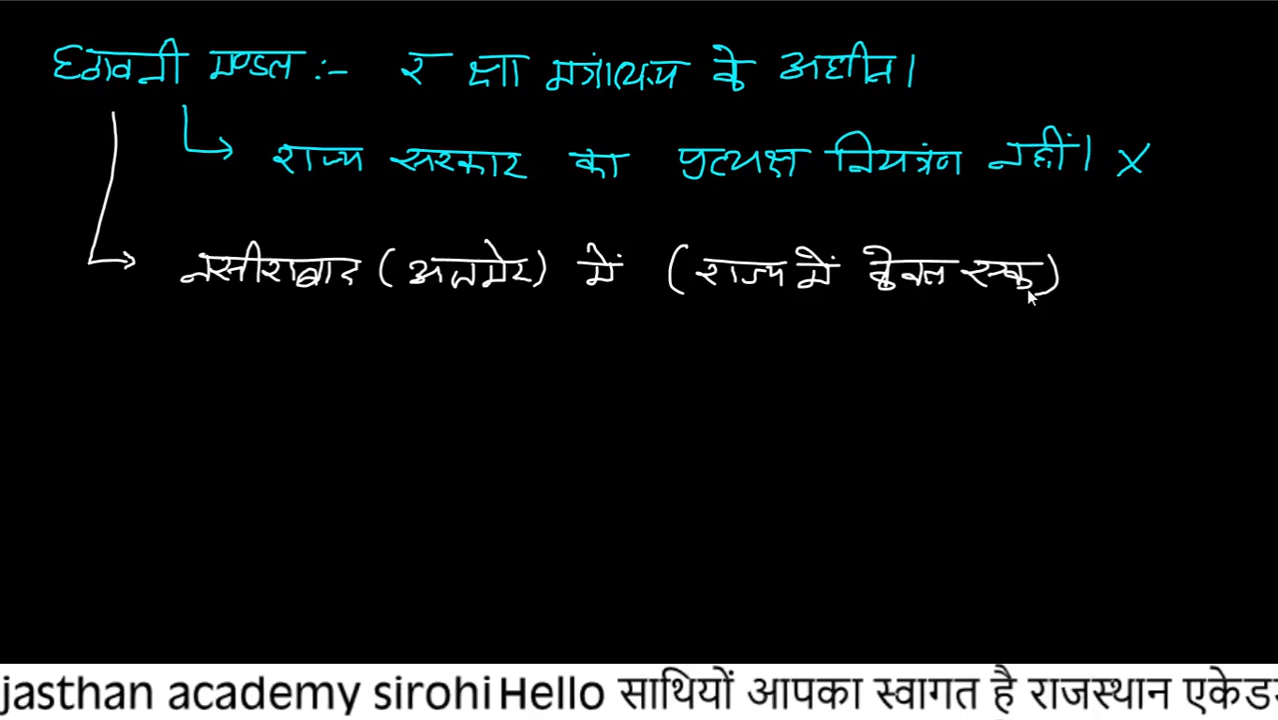 छावनी मण्डल :- रक्षा मंत्रालय के अधीन।
राज्य सरकार का प्रत्यक्ष नियंत्रण नहीं। X
नसीराबाद (अजमेर) में (राज्य में केवल एक)
jasthan academy sirohi Hello साथियों आपका स्वागत है राजस्थान एकेड